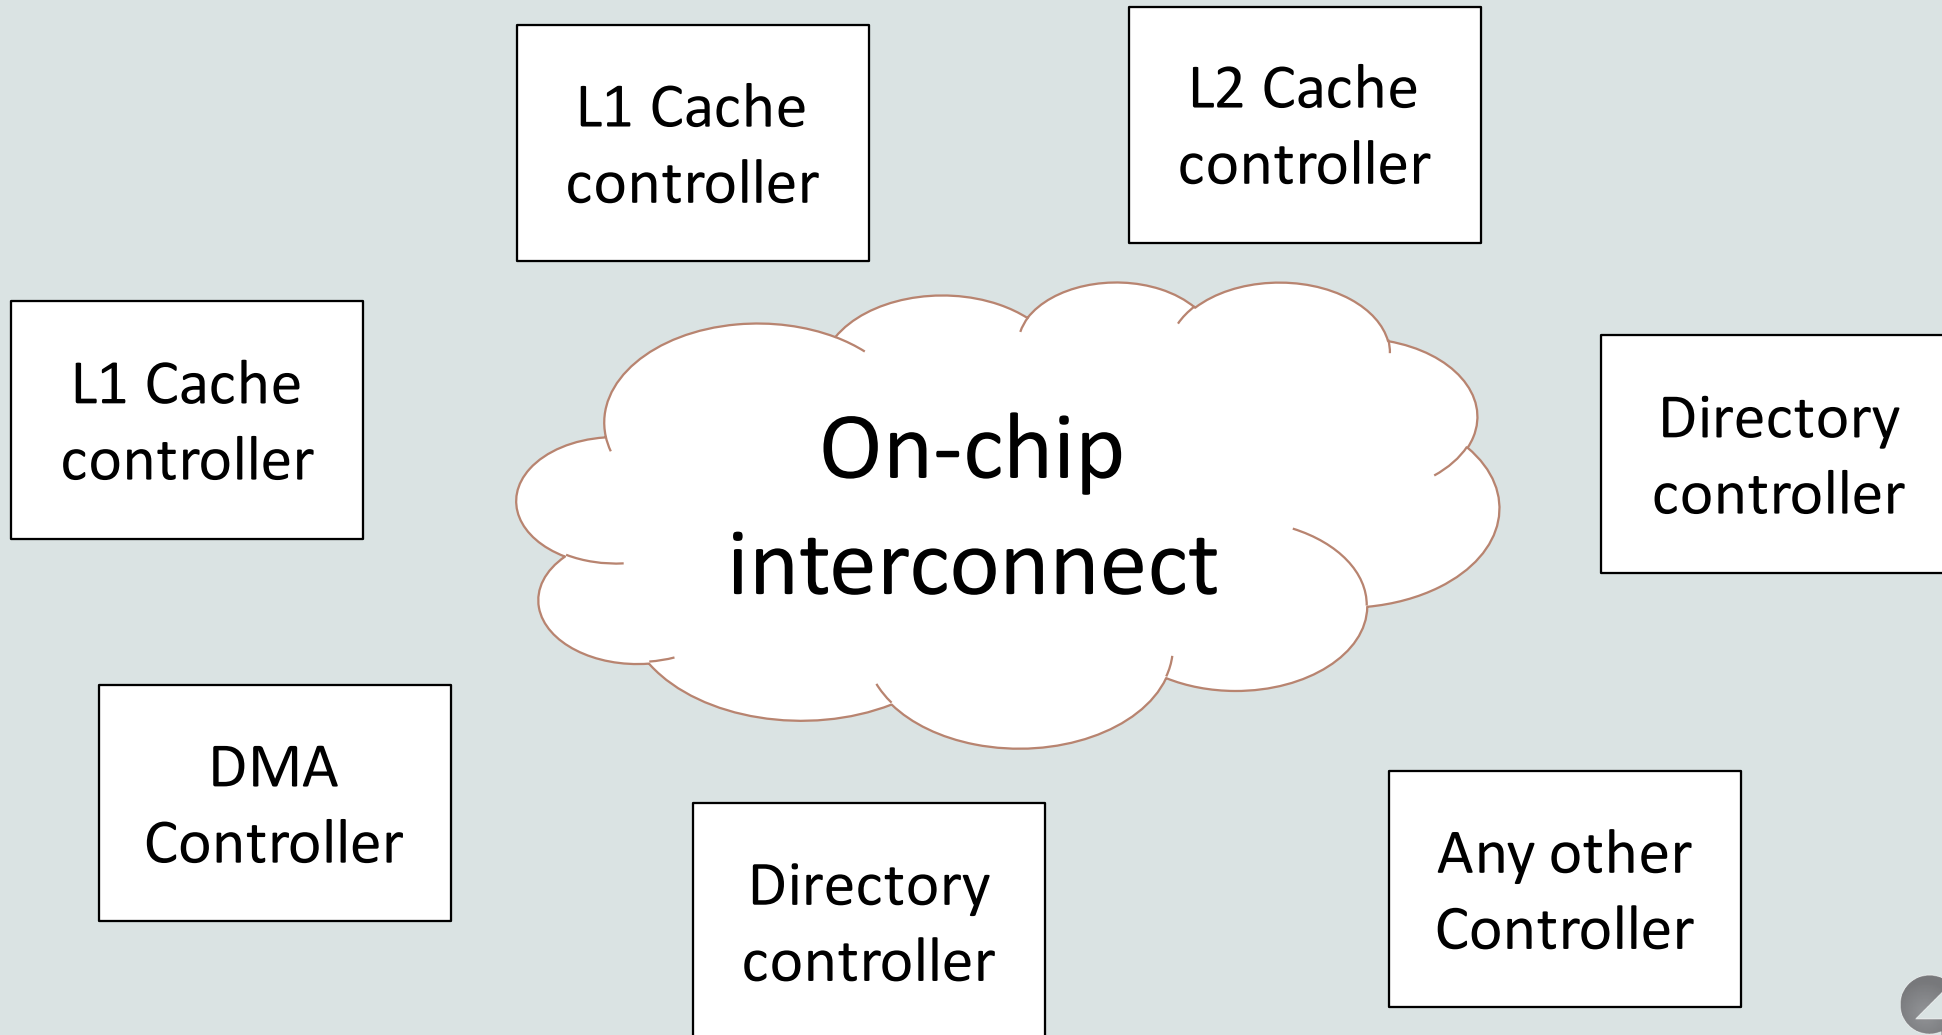 L1 Cache
controller
L2 Cache
controller
L1 Cache
controller
On-chip
interconnect
Directory
controller
DMA
Controller
Directory
controller
Any other
Controller